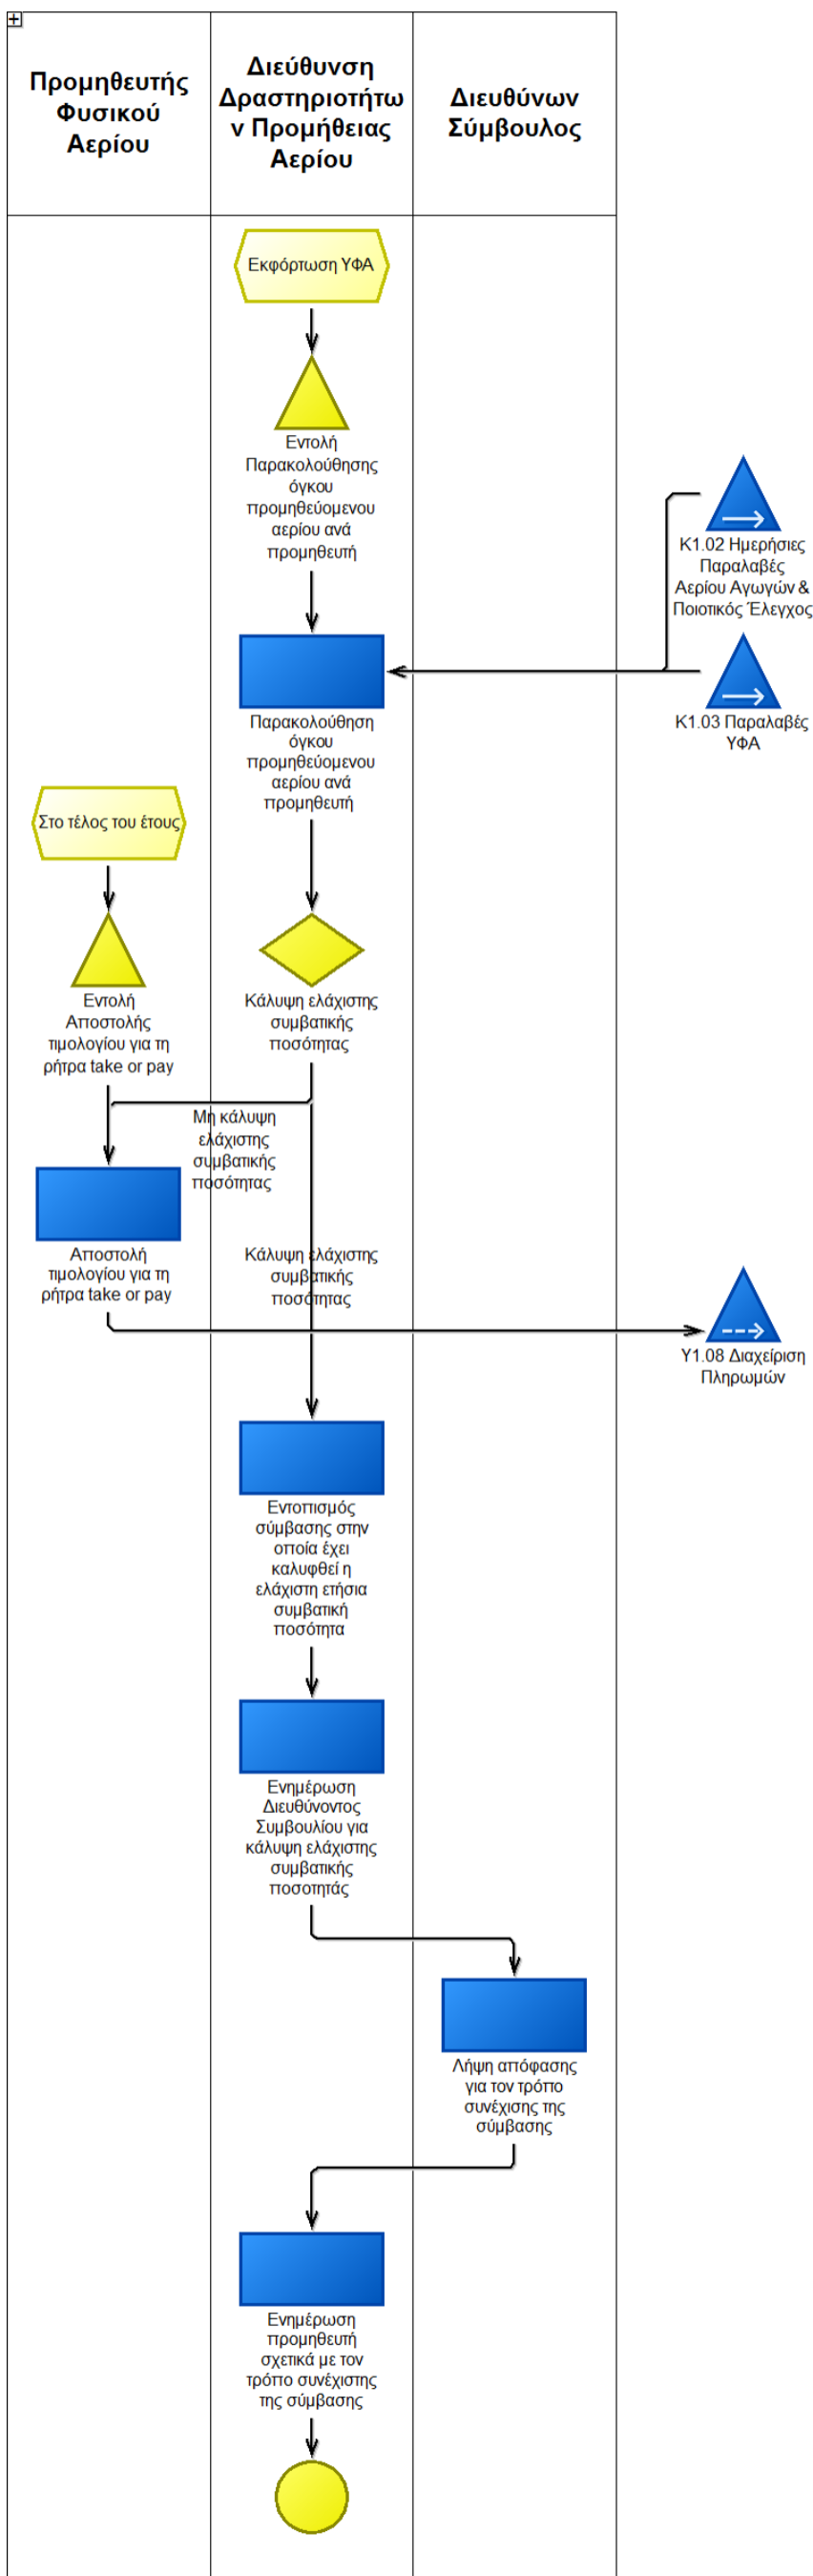 Προμηθευτής
Φυσικού
Αερίου
Διεύθυνση
Δραστηριοτήτω
ν Προμήθειας
Αερίου
Διευθύνων
Σύμβουλος
Εκφόρτωση ΥΦΑ
Εντολή
Παρακολούθησης
όγκου
προμηθεύομενου
αερίου ανά
προμηθευτή
Κ1.02 Ημερήσιες
Παραλαβές
Αερίου Αγωγών &
Ποιοτικός Έλεγχος
Κ1.03 Παραλαβές
ΥΦΑ
Παρακολούθηση
όγκου
προμηθεύομενου
αερίου ανά
προμηθευτή
Στο τέλος του έτους
Εντολή
Αποστολής
τιμολογίου για τη
ρήτρα take or pay
Κάλυψη ελάχιστης
συμβατικής
ποσότητας
Μη κάλυψη
ελάχιστης
συμβατικής
ποσότητας
Αποστολή
τιμολογίου για τη
ρήτρα take or pay
Κάλυψη ελάχιστης
συμβατικής
ποσότητας
Υ1.08 Διαχείριση
Πληρωμών
Εντοπισμός
σύμβασης στην
οποία έχει
καλυφθεί η
ελάχιστη ετήσια
συμβατική
ποσότητα
Ενημέρωση
Διευθύνοντος
Συμβουλίου για
κάλυψη ελάχιστης
συμβατικής
ποσοτητάς
Λήψη απόφασης
για τον τρόπο
συνέχισης της
σύμβασης
Ενημέρωση
προμηθευτή
σχετικά με τον
τρόπο συνέχιστης
της σύμβασης